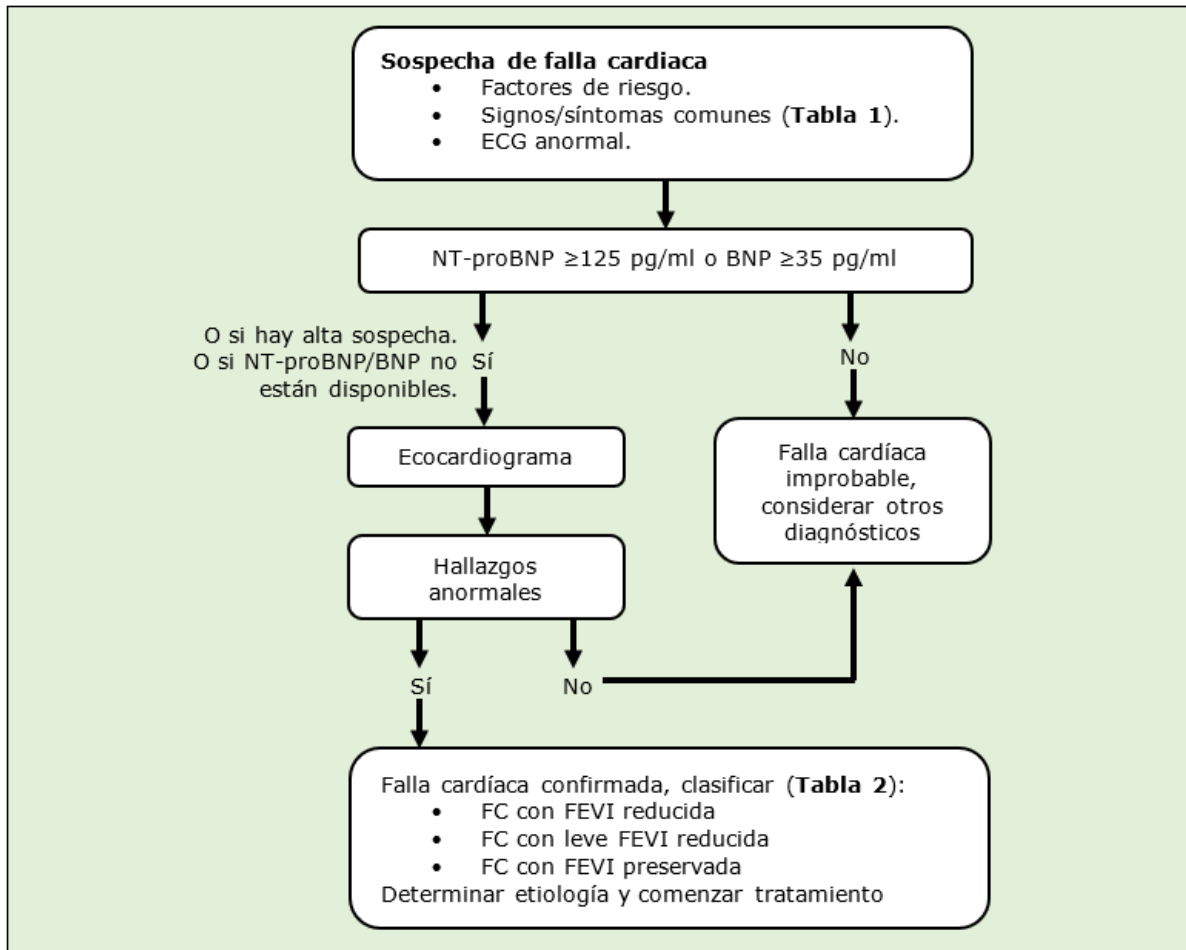 Sospecha de falla cardiaca
• Factores de riesgo.
• Signos/síntomas comunes (Tabla 1).
• ECG anormal.
NT-proBNP ≥125 pg/ml o BNP ≥35 pg/ml
O si hay alta sospecha.
O si NT-proBNP/BNP no
están disponibles.
Sí
No
Ecocardiograma
Falla cardíaca
improbable,
considerar otros
diagnósticos
Hallazgos
anormales
Sí
No
Falla cardíaca confirmada, clasificar (Tabla 2):
• FC con FEVI reducida
• FC con leve FEVI reducida
• FC con FEVI preservada
Determinar etiología y comenzar tratamiento